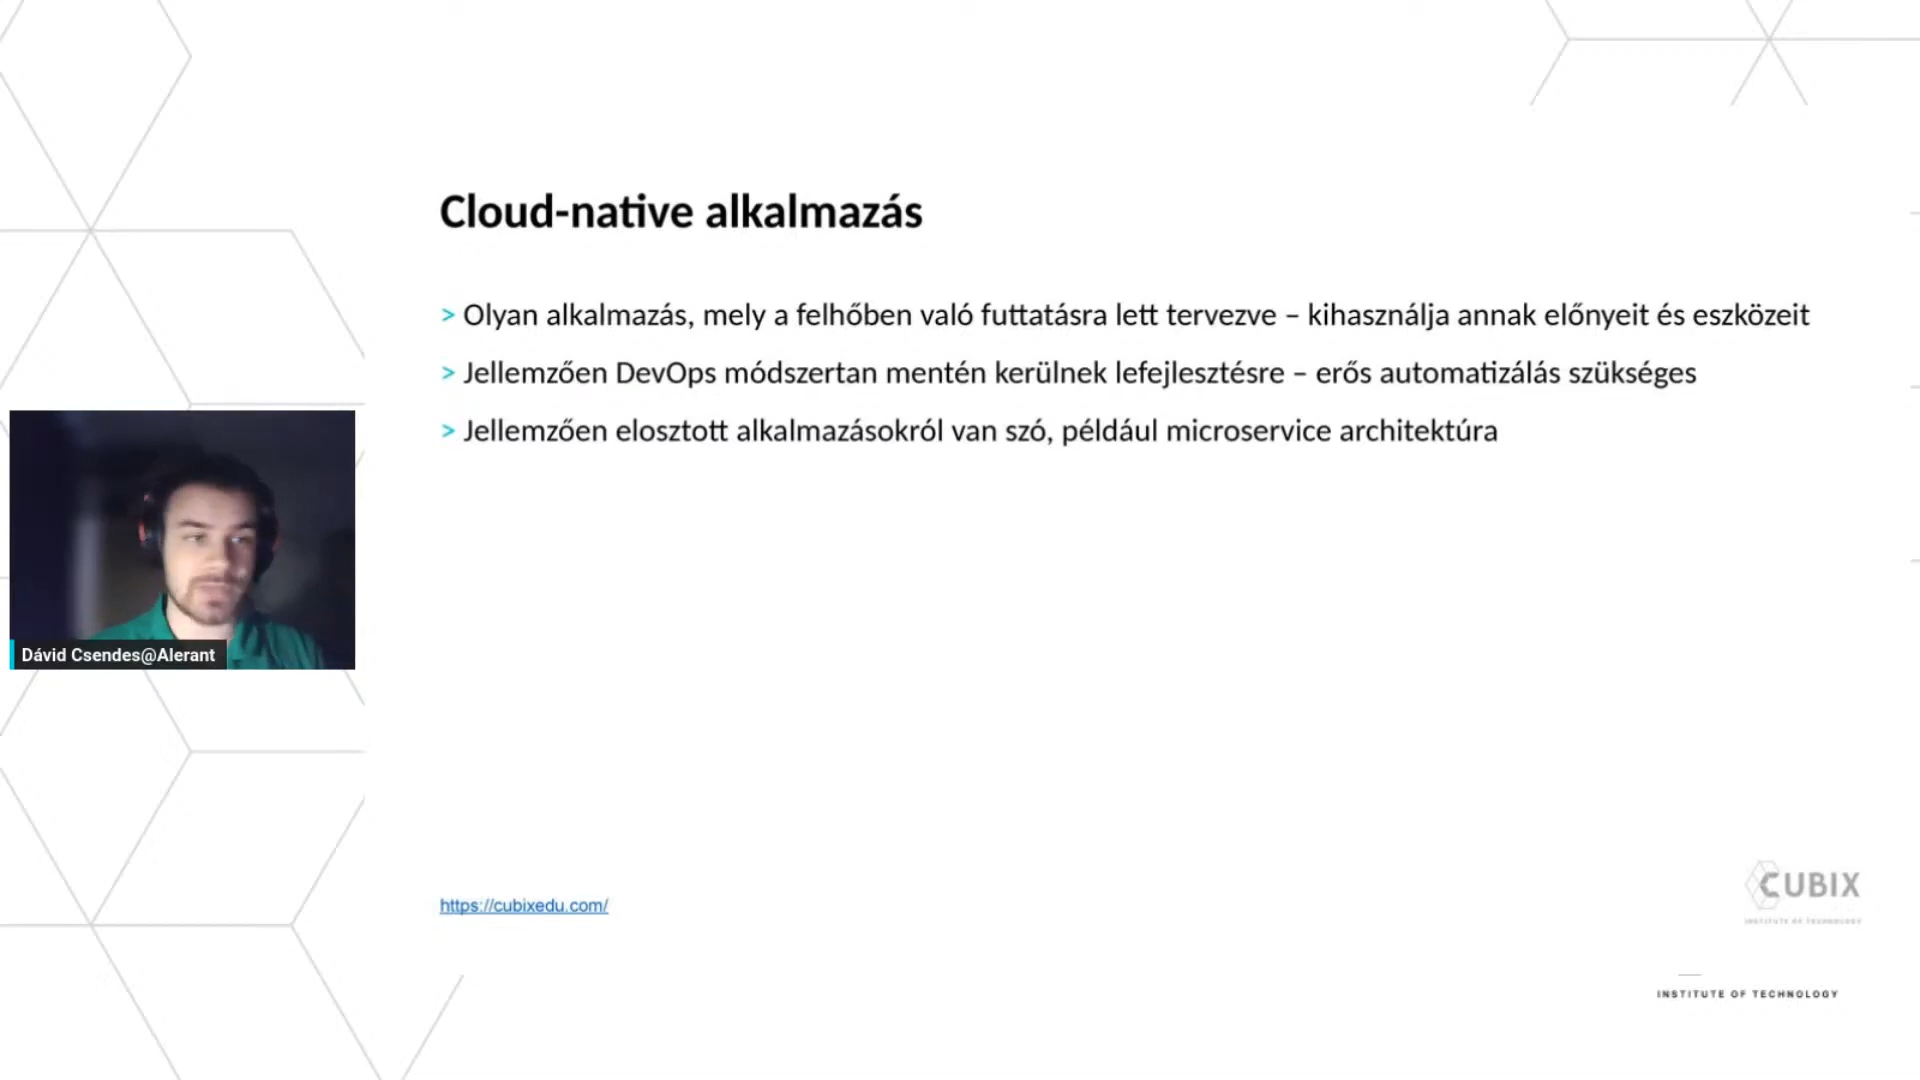 Cloud-native alkalmazás
> Olyan alkalmazás, mely a felhőben való futtatásra lett tervezve – kihasználja annak előnyeit és eszközeit
> Jellemzően DevOps módszertan mentén kerülnek lefejlesztésre – erős automatizálás szükséges
> Jellemzően elosztott alkalmazásokról van szó, például microservice architektúra
Dávid Csendes@Alerant
https://cubixedu.com/
CUBIX
INSTITUTE OF TECHNOLOGY
INSTITUTE OF TECHNOLOGY